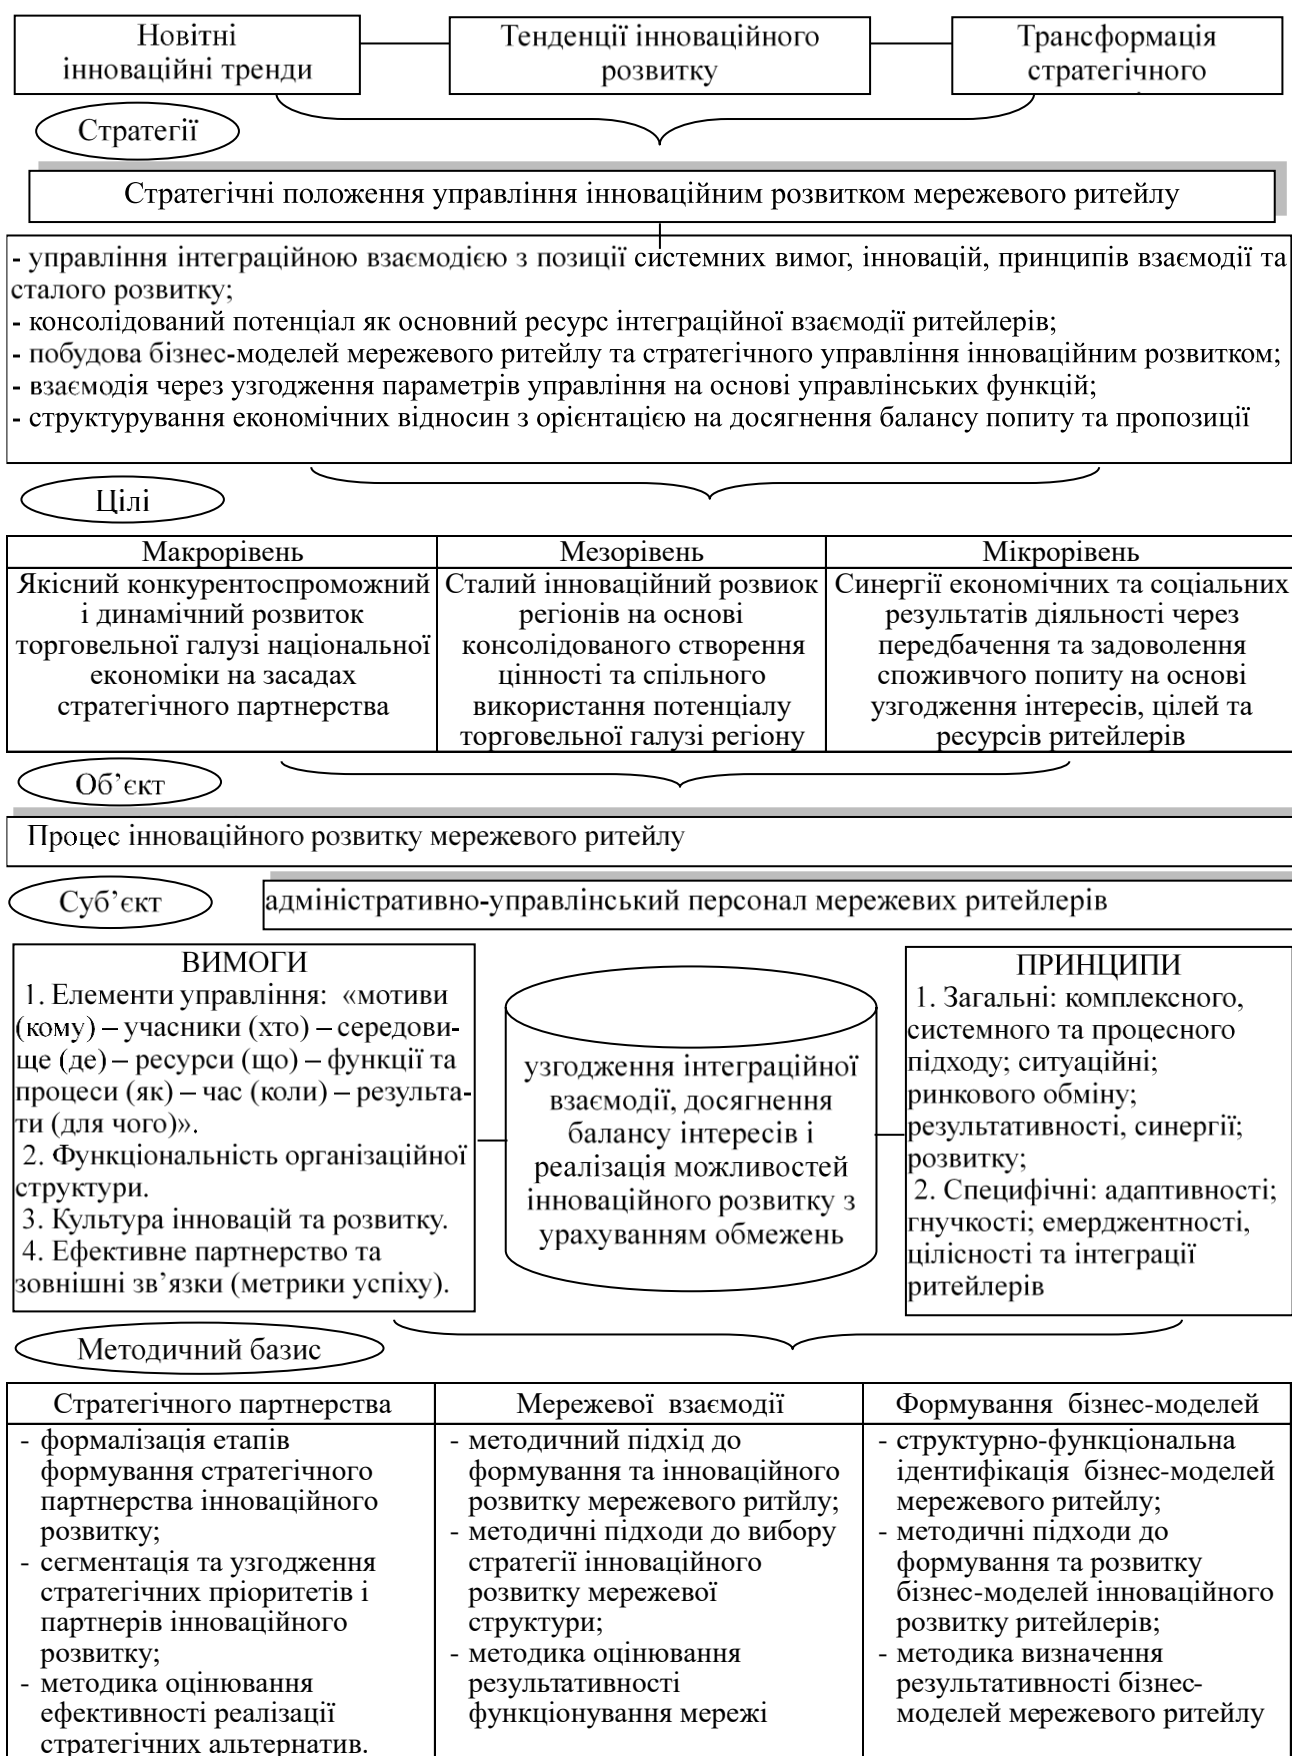 Новітні
інноваційні тренди
Тенденції інноваційного
розвитку
Трансформація
стратегічного
Стратегії
Стратегічні положення управління інноваційним розвитком мережевого ритейлу
- управління інтеграційною взаємодією з позиції системних вимог, інновацій, принципів взаємодії та
сталого розвитку;
- консолідований потенціал як основний ресурс інтеграційної взаємодії ритейлерів;
- побудова бізнес-моделей мережевого ритейлу та стратегічного управління інноваційним розвитком;
- взаємодія через узгодження параметрів управління на основі управлінських функцій;
- структурування економічних відносин з орієнтацією на досягнення балансу попиту та пропозиції
Цілі
Макрорівень
Якісний конкурентоспроможний
і динамічний розвиток
торговельної галузі національної
економіки на засадах
стратегічного партнерства
Мезорівень
Сталий інноваційний розвиок
регіонів на основі
консолідованого створення
цінності та спільного
використання потенціалу
торговельної галузі регіону
Мікрорівень
Синергії економічних та соціальних
результатів діяльності через
передбачення та задоволення
споживчого попиту на основі
узгодження інтересів, цілей та
ресурсів ритейлерів
Об’єкт
Процес інноваційного розвитку мережевого ритейлу
Суб’єкт
адміністративно-управлінський персонал мережевих ритейлерів
ВИМОГИ
1. Елементи управління: «мотиви
(кому) – учасники (хто) – середови-
ще (де) – ресурси (що) – функції та
процеси (як) – час (коли) – результа-
ти (для чого)».
2. Функціональність організаційної
структури.
3. Культура інновацій та розвитку.
4. Ефективне партнерство та
зовнішні зв’язки (метрики успіху).
узгодження інтеграційної
взаємодії, досягнення
балансу інтересів і
реалізація можливостей
інноваційного розвитку з
урахуванням обмежень
ПРИНЦИПИ
1. Загальні: комплексного,
системного та процесного
підходу; ситуаційні;
ринкового обміну;
результативності, синергії;
розвитку;
2. Специфічні: адаптивності;
гнучкості; емерджентності,
цілісності та інтеграції
ритейлерів
Методичний базис
Стратегічного партнерства
- формалізація етапів
формування стратегічного
партнерства інноваційного
розвитку;
- сегментація та узгодження
стратегічних пріоритетів і
партнерів інноваційного
розвитку;
- методика оцінювання
ефективності реалізації
стратегічних альтернатив.
Мережевої взаємодії
- методичний підхід до
формування та інноваційного
розвитку мережевого ритйлу;
- методичні підходи до вибору
стратегії інноваційного
розвитку мережевої
структури;
- методика оцінювання
результативності
функціонування мережі
Формування бізнес-моделей
- структурно-функціональна
ідентифікація бізнес-моделей
мережевого ритейлу;
- методичні підходи до
формування та розвитку
бізнес-моделей інноваційного
розвитку ритейлерів;
- методика визначення
результативності бізнес-
моделей мережевого ритейлу